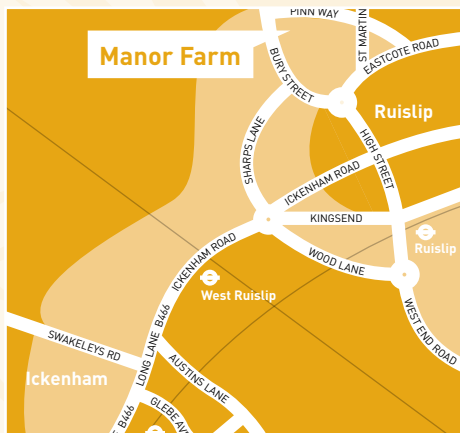 PINN WAY
ST MARTIN
EASTCOTE ROAD
BURY STREET
Manor Farm
Ruislip
HIGH STREET
SHARPS LANE
ICKENHAM ROAD
KINGSEND
WOOD LANE
Ruislip
ICKENHAM ROAD
West Ruislip
WEST END ROAD
LONG LANE B466
SWAKELEYS RD
AUSTINS LANE
Ickenham
GLEBE AV
B466